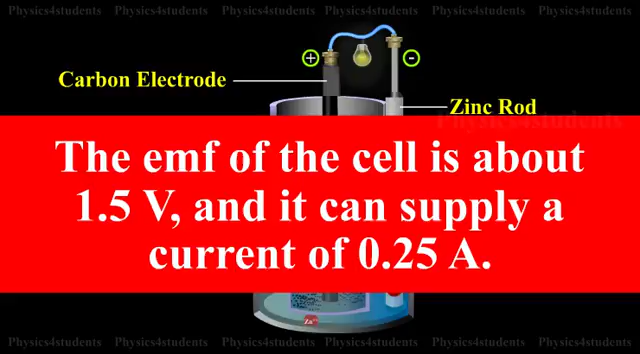 Physics4students Physics4students Physics4students Physics4students Physics4students
+
-
Carbon Electrode
Zinc Rod
Physics4students
The emf of the cell is about
1.5 V, and it can supply a
current of 0.25 A.
Physics4students Physics4students Physics4students Physics4students Physics4students